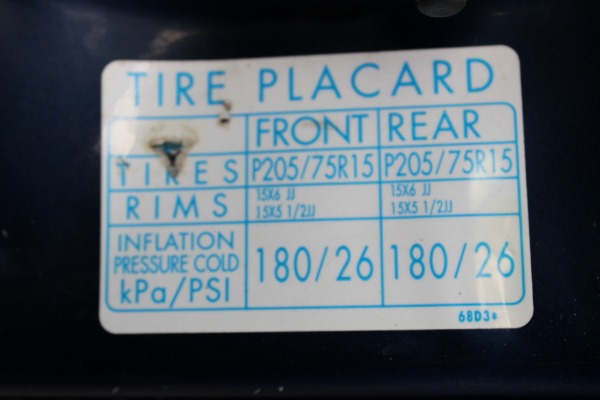 TIRE PLACARD
FRONT REAR
TIRES P205/75R15 P205/75R15
RIMS 15X6 JJ 15X5 1/2JJ 15X6 JJ 15X5 1/2JJ
INFLATION
PRESSURE COLD
kPa/PSI 180/26 180/26
68D3*